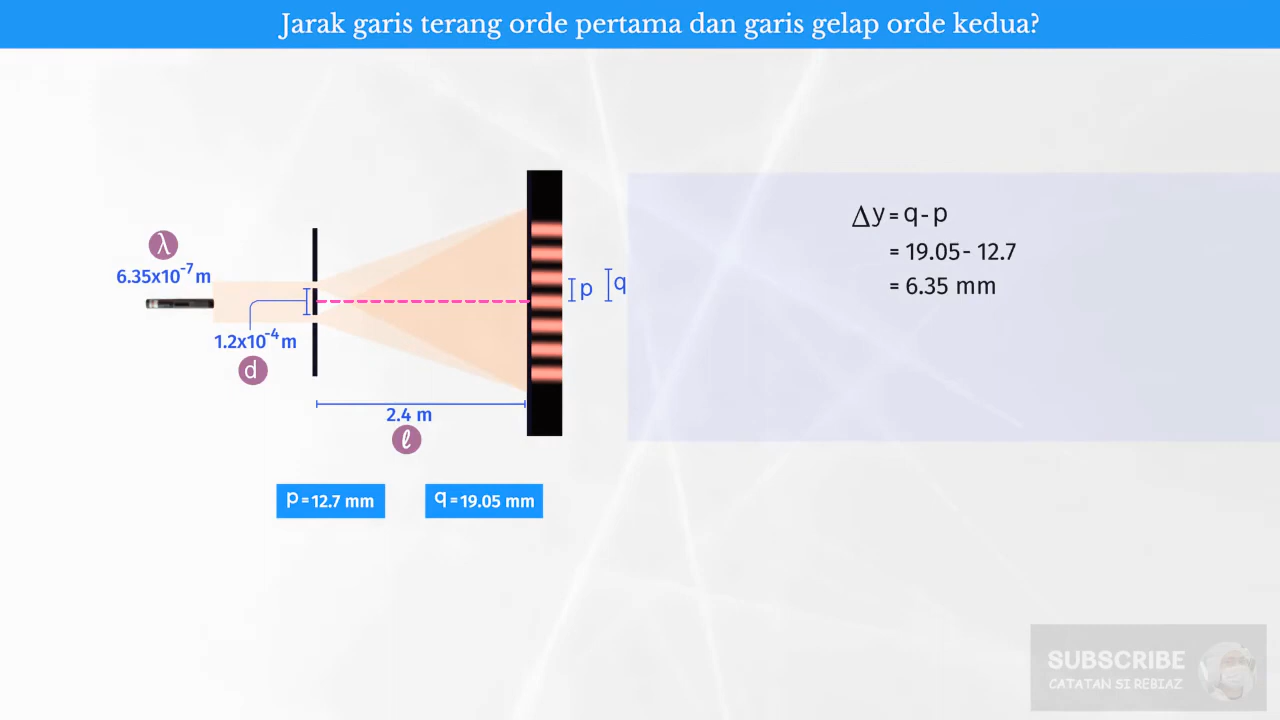 Jarak garis terang orde pertama dan garis gelap orde kedua?
λ
6.35x10⁻⁷ m
1.2x10⁻⁴ m
d
2.4 m
ℓ
p
q
Δy = q - p
= 19.05 - 12.7
= 6.35 mm
p = 12.7 mm
q = 19.05 mm
SUBSCRIBE
CATATAN SI REBIAZ